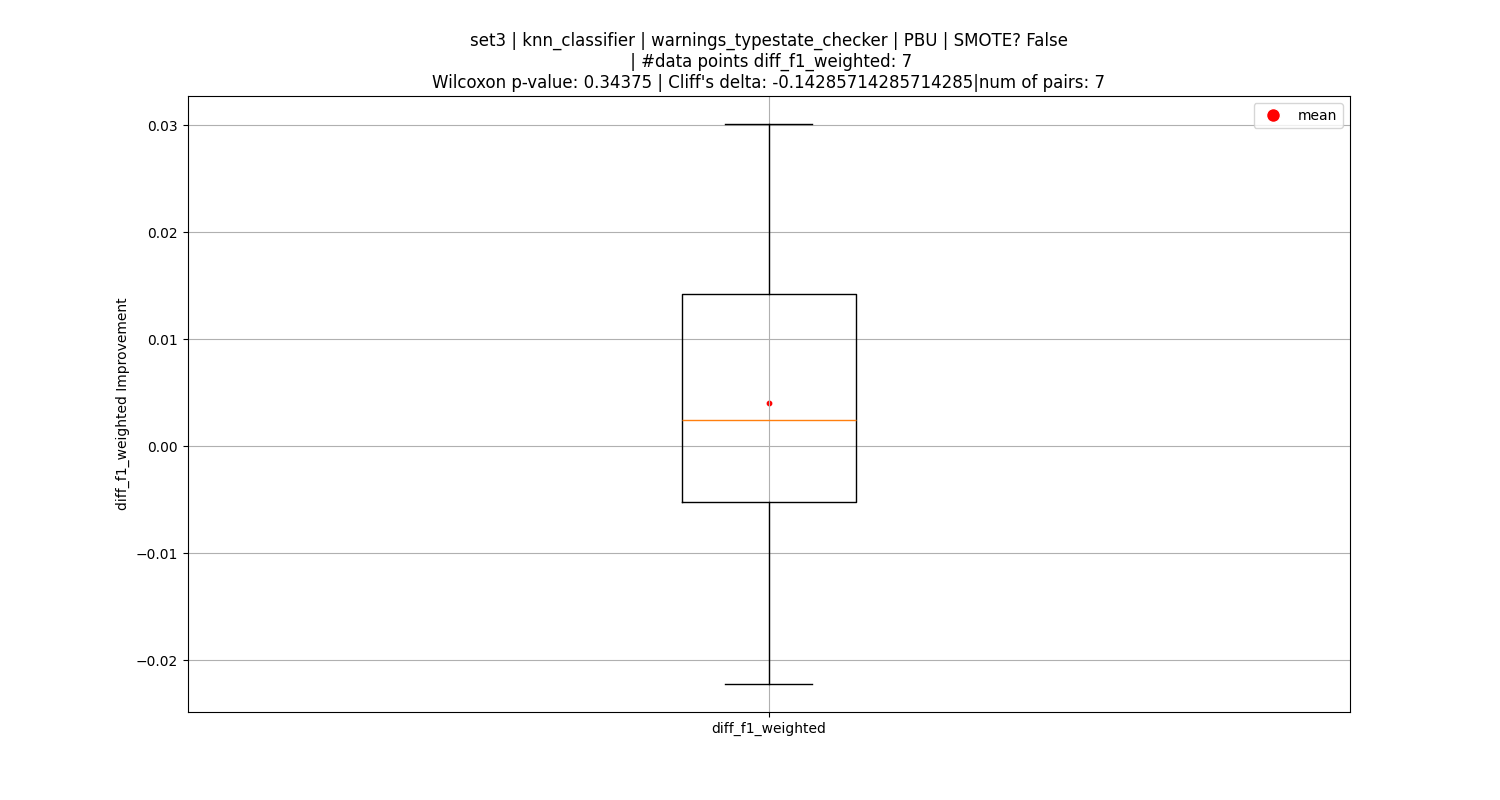 set3 | knn_classifier | warnings_typestate_checker | PBU | SMOTE? False
| #data points diff_f1_weighted: 7
Wilcoxon p-value: 0.34375 | Cliff's delta: -0.14285714285714285|num of pairs: 7
mean
0.03
0.02
0.01
0.00
−0.01
−0.02
diff_f1_weighted Improvement
diff_f1_weighted